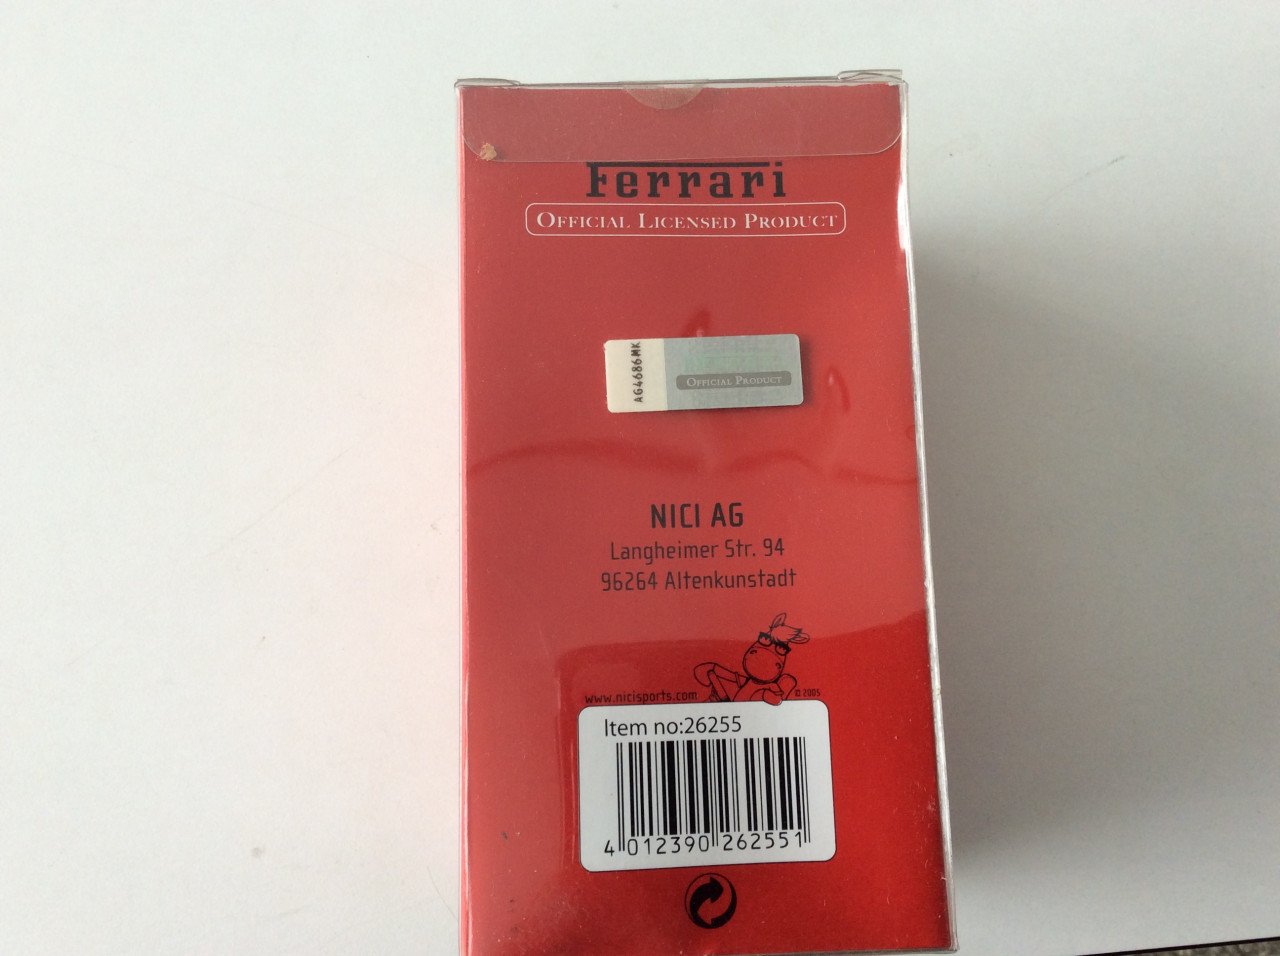 Ferrari
OFFICIAL LICENSED PRODUCT
AG4686MK
OFFICIAL PRODUCT
NICI AG
Langheimer Str. 94
96264 Altenkunstadt
www.nicisports.com
© 2005
Item no:26255
4 012390 262551